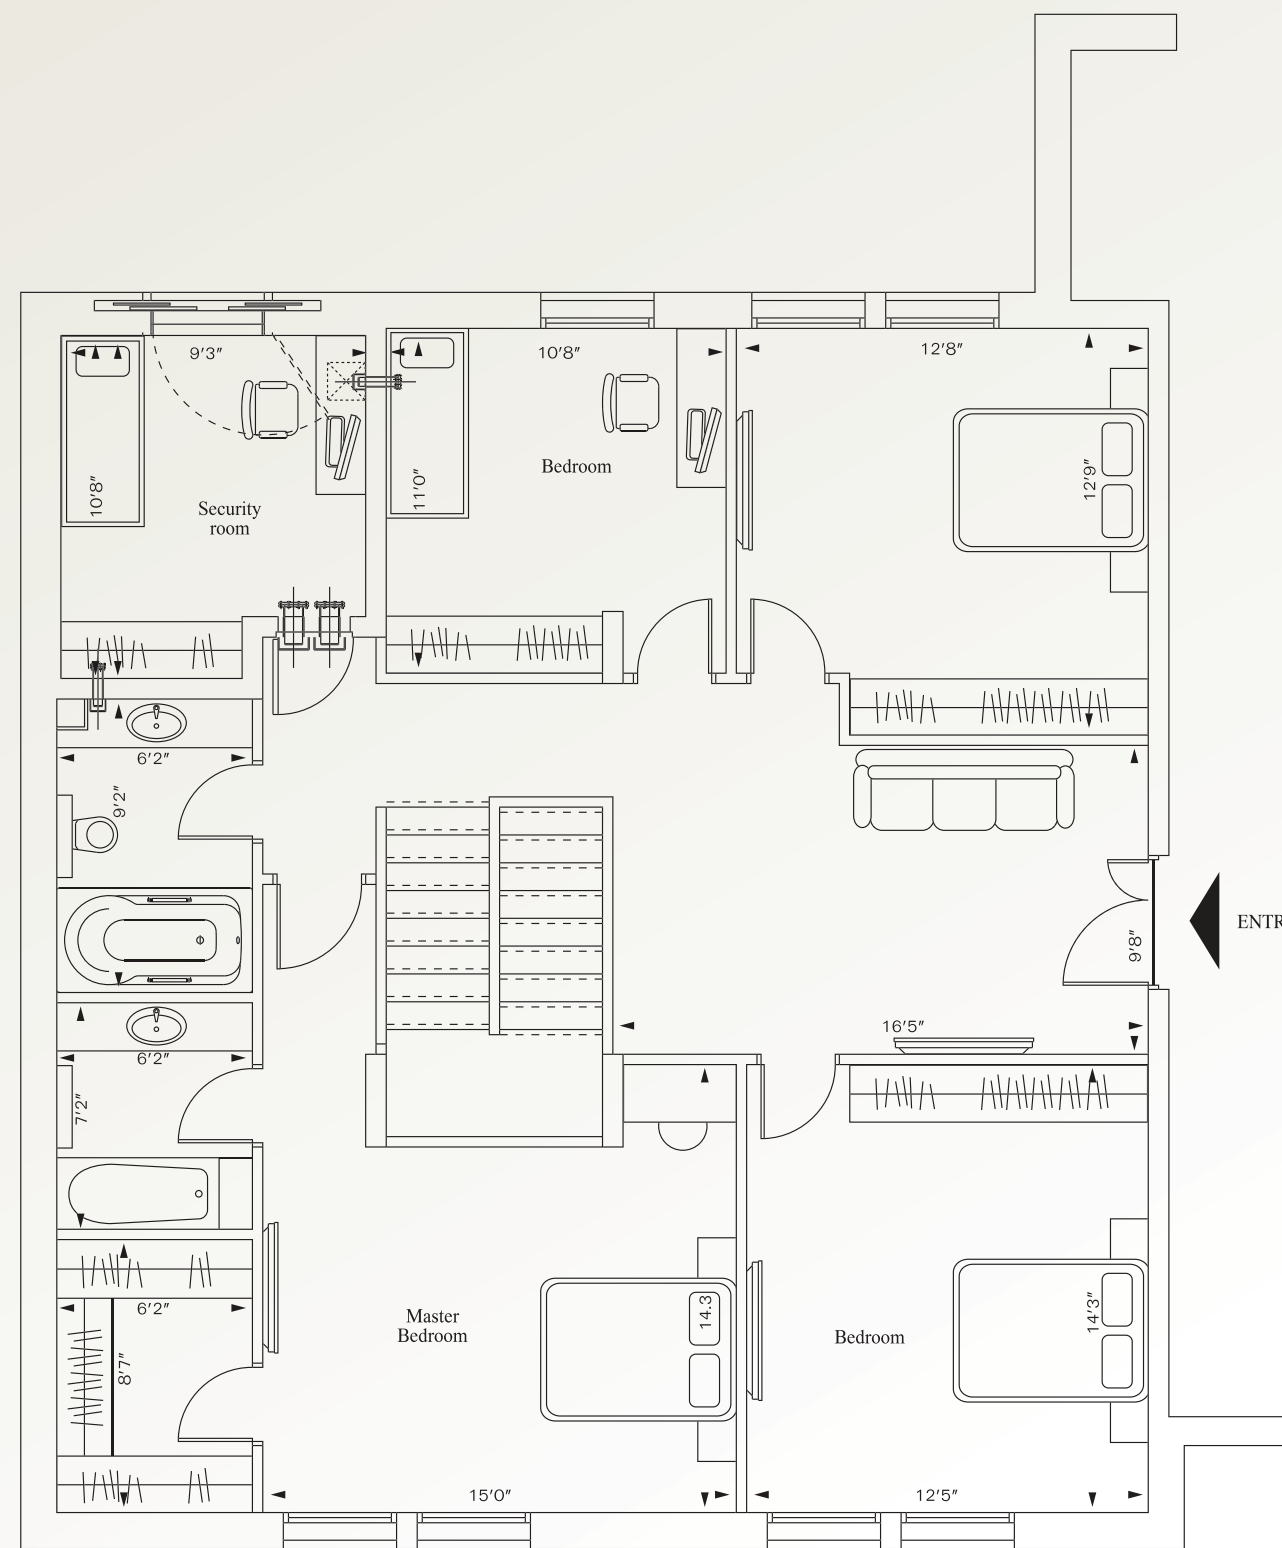 9'3"
10'8"
12'8"
10'8"
11'0"
12'9"
Bedroom
Security
room
6'2"
9'2"
ENTR
9'8"
16'5"
6'2"
7'2"
6'2"
8'7"
Master
Bedroom
14.3
Bedroom
14'3"
15'0"
12'5"